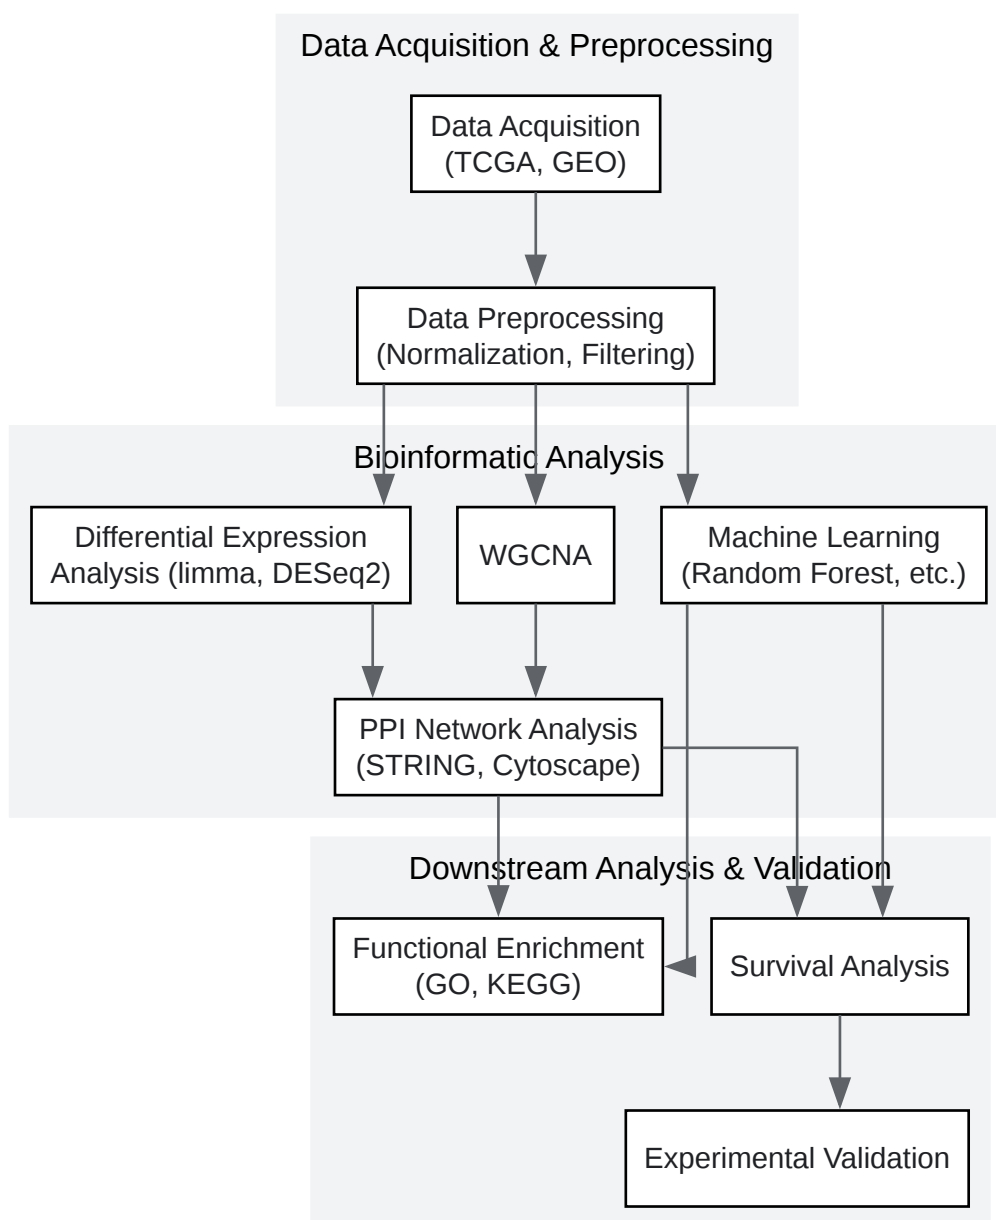 Data Acquisition & Preprocessing
Data Acquisition
(TCGA, GEO)
Data Preprocessing
(Normalization, Filtering)
Bioinformatic Analysis
Differential Expression
Analysis (limma, DESeq2)
WGCNA
Machine Learning
(Random Forest, etc.)
PPI Network Analysis
(STRING, Cytoscape)
Downstream Analysis & Validation
Functional Enrichment
(GO, KEGG)
Survival Analysis
Experimental Validation